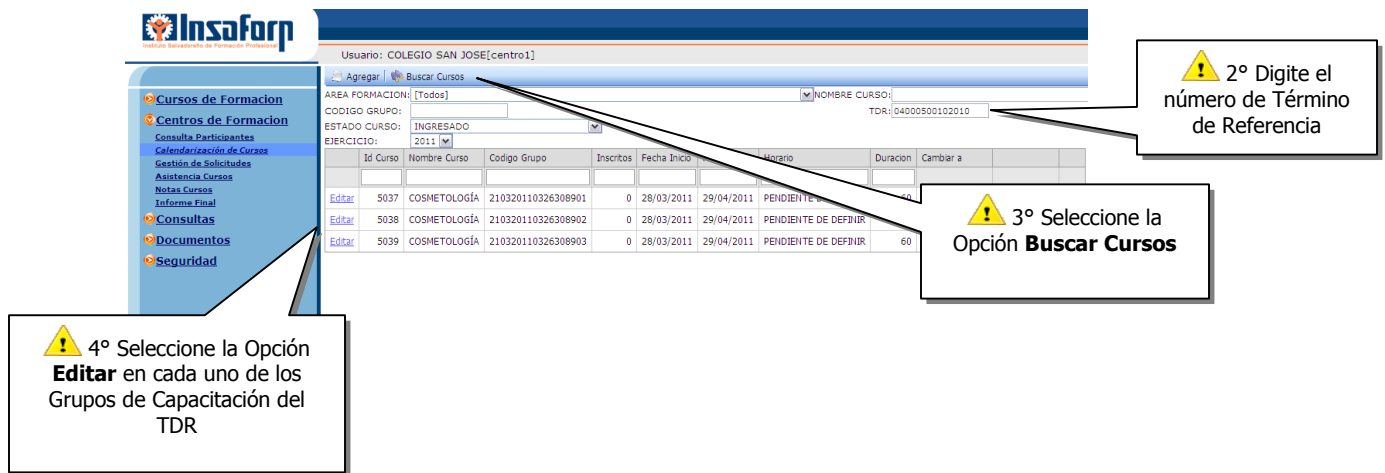 Insaforp
Instituto Salvadoreño de Formación Profesional
Usuario: COLEGIO SAN JOSE[centro1]
Agregar Buscar Cursos
AREA FORMACION: [Todos] NOMBRE CURSO:
CODIGO GRUPO: TDR: 04000500102010
ESTADO CURSO: INGRESADO
EJERCICIO: 2011
Id Curso Nombre Curso Codigo Grupo Inscritos Fecha Inicio Horario Duracion Cambiar a
Editar 5037 COSMETOLOGÍA 210320110326308901 0 28/03/2011 29/04/2011 PENDIENTE DE 60
Editar 5038 COSMETOLOGÍA 210320110326308902 0 28/03/2011 29/04/2011 PENDIENTE DE DEFINIR
Editar 5039 COSMETOLOGÍA 210320110326308903 0 28/03/2011 29/04/2011 PENDIENTE DE DEFINIR 60
Cursos de Formacion
Centros de Formacion
Consulta Participantes
Calendarización de Cursos
Gestión de Solicitudes
Asistencia Cursos
Notas Cursos
Informe Final
Consultas
Documentos
Seguridad
2° Digite el
número de Término
de Referencia
3° Seleccione la
Opción Buscar Cursos
4° Seleccione la Opción
Editar en cada uno de los
Grupos de Capacitación del
TDR